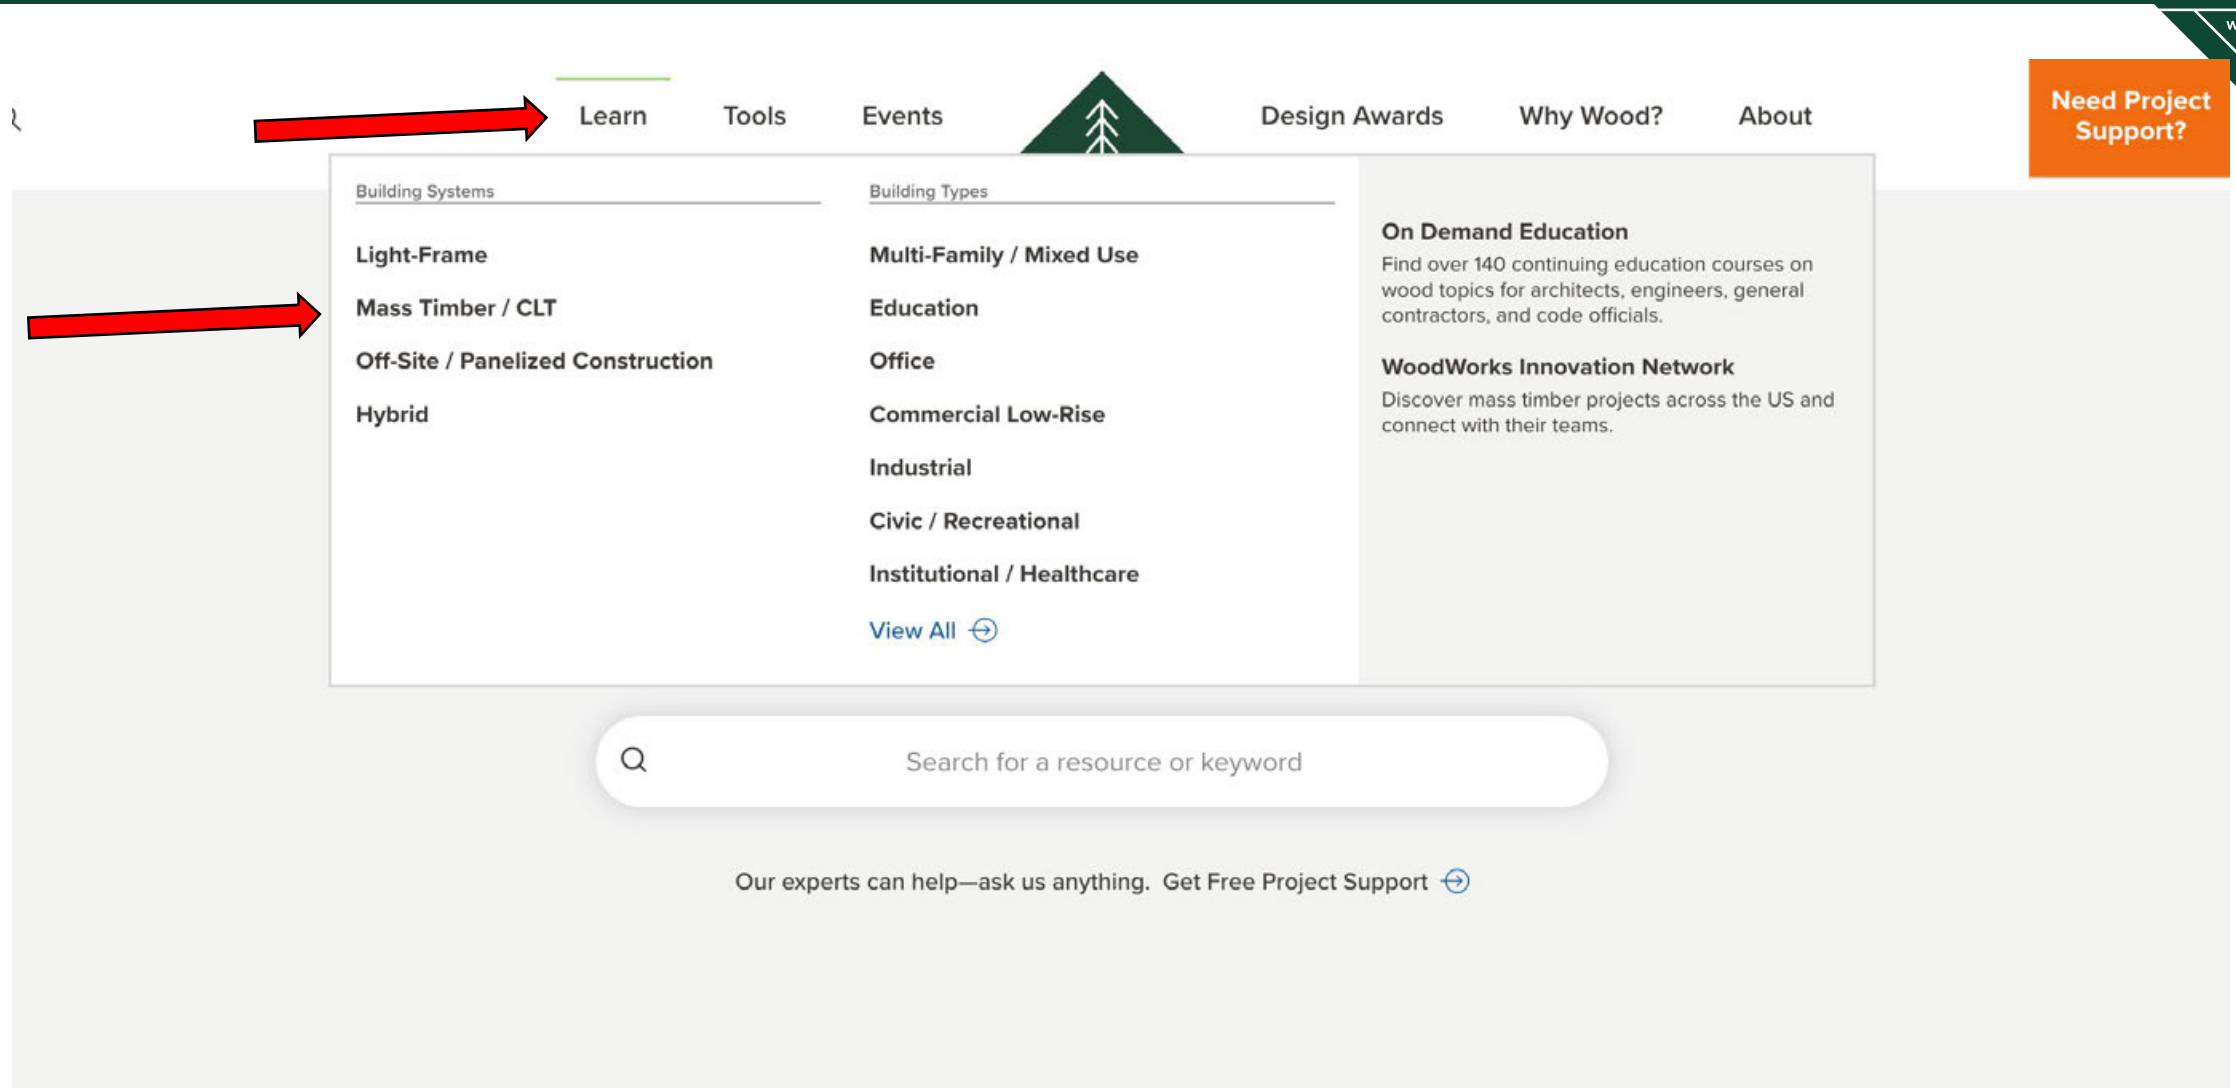 Learn
Tools
Events
Design Awards
Why Wood?
About
Need Project
Support?
Building Systems
Light-Frame
Mass Timber / CLT
Off-Site / Panelized Construction
Hybrid
Building Types
Multi-Family / Mixed Use
Education
Office
Commercial Low-Rise
Industrial
Civic / Recreational
Institutional / Healthcare
View All
On Demand Education
Find over 140 continuing education courses on
wood topics for architects, engineers, general
contractors, and code officials.
WoodWorks Innovation Network
Discover mass timber projects across the US and
connect with their teams.
Search for a resource or keyword
Our experts can help—ask us anything. Get Free Project Support